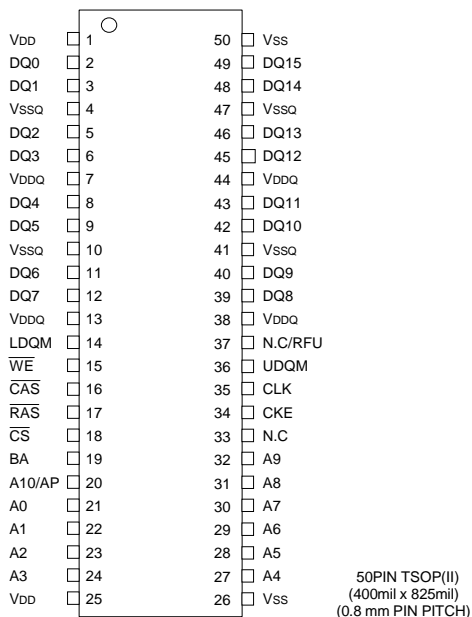 VDD 1 50 VSS
DQ0 2 49 DQ15
DQ1 3 48 DQ14
VSSQ 4 47 VSSQ
DQ2 5 46 DQ13
DQ3 6 45 DQ12
VDDQ 7 44 VDDQ
DQ4 8 43 DQ11
DQ5 9 42 DQ10
VSSQ 10 41 VSSQ
DQ6 11 40 DQ9
DQ7 12 39 DQ8
VDDQ 13 38 VDDQ
LDQM 14 37 N.C/RFU
WE 15 36 UDQM
CAS 16 35 CLK
RAS 17 34 CKE
CS 18 33 N.C
BA 19 32 A9
A10/AP 20 31 A8
A0 21 30 A7
A1 22 29 A6
A2 23 28 A5
A3 24 27 A4
VDD 25 26 VSS
50PIN TSOP(II)
(400mil x 825mil)
(0.8 mm PIN PITCH)